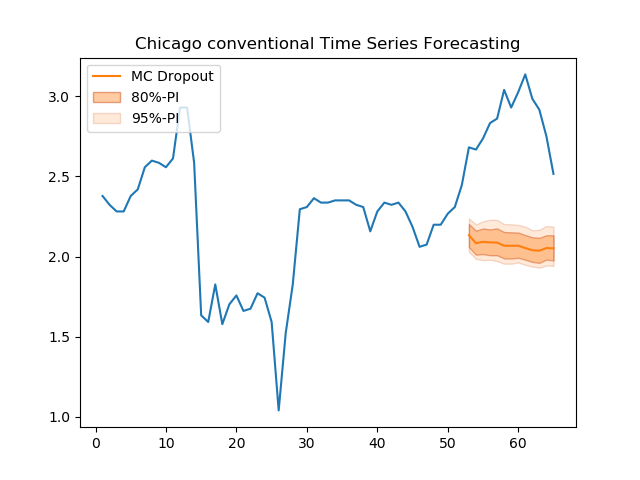 Chicago conventional Time Series Forecasting
MC Dropout
80%-PI
95%-PI
3.0
2.5
2.0
1.5
1.0
0 10 20 30 40 50 60